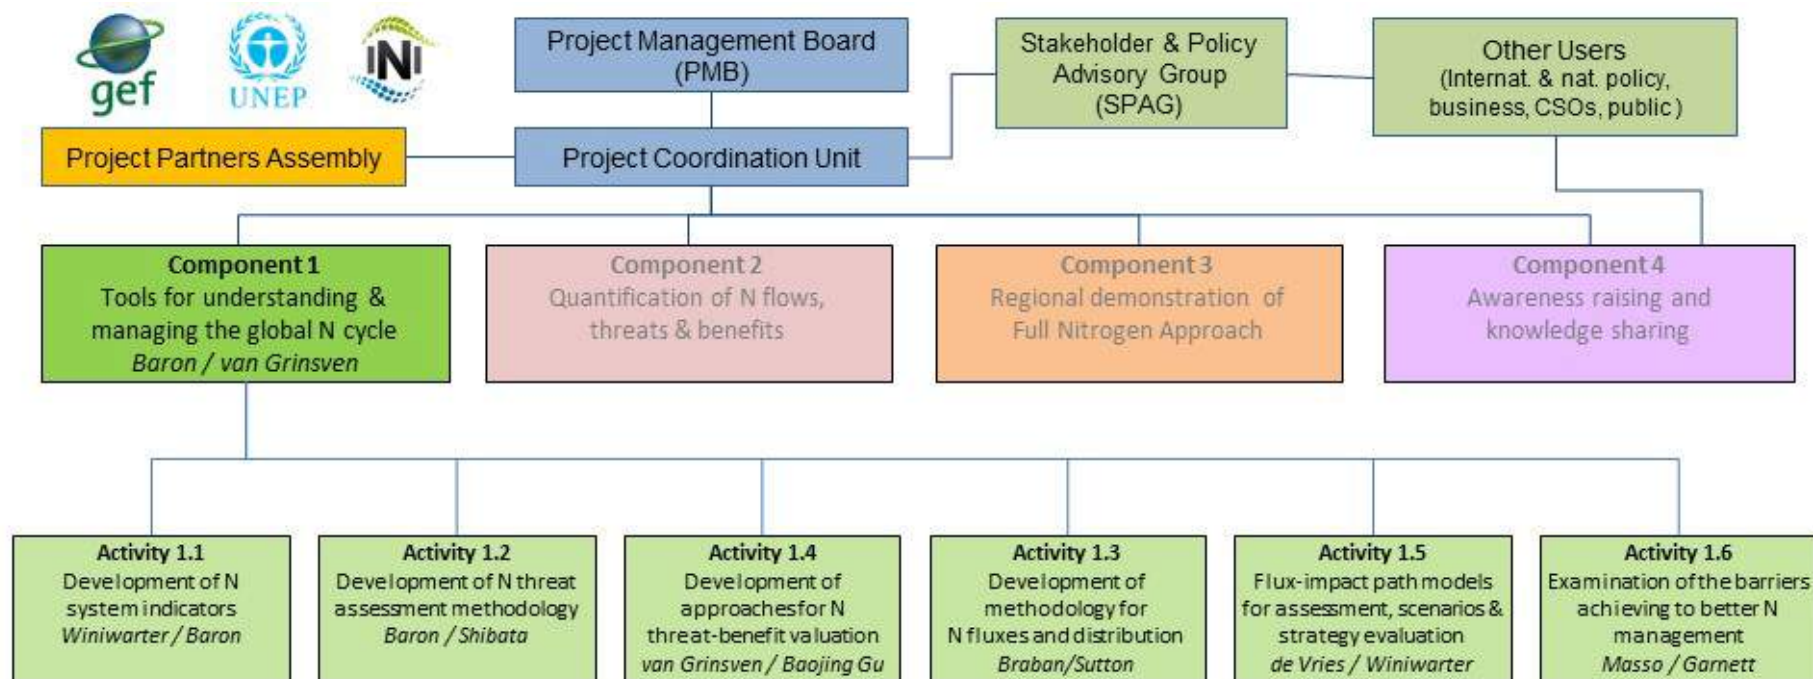 gef
UNEP
INI
Project Management Board
(PMB)
Stakeholder & Policy
Advisory Group
(SPAG)
Other Users
(Internat. & nat. policy,
business, CSOs, public )
Project Partners Assembly
Project Coordination Unit
Component 1
Tools for understanding &
managing the global N cycle
Baron / van Grinsven
Component 2
Quantification of N flows,
threats & benefits
Component 3
Regional demonstration of
Full Nitrogen Approach
Component 4
Awareness raising and
knowledge sharing
Activity 1.1
Development of N
system indicators
Winiwarter / Baron
Activity 1.2
Development of N threat
assessment methodology
Baron / Shibata
Activity 1.4
Development of
approaches for N
threat-benefit valuation
van Grinsven / Baojing Gu
Activity 1.3
Development of
methodology for
N fluxes and distribution
Braban/Sutton
Activity 1.5
Flux-impact path models
for assessment, scenarios &
strategy evaluation
de Vries / Winiwarter
Activity 1.6
Examination of the barriers
achieving to better N
management
Masso / Garnett